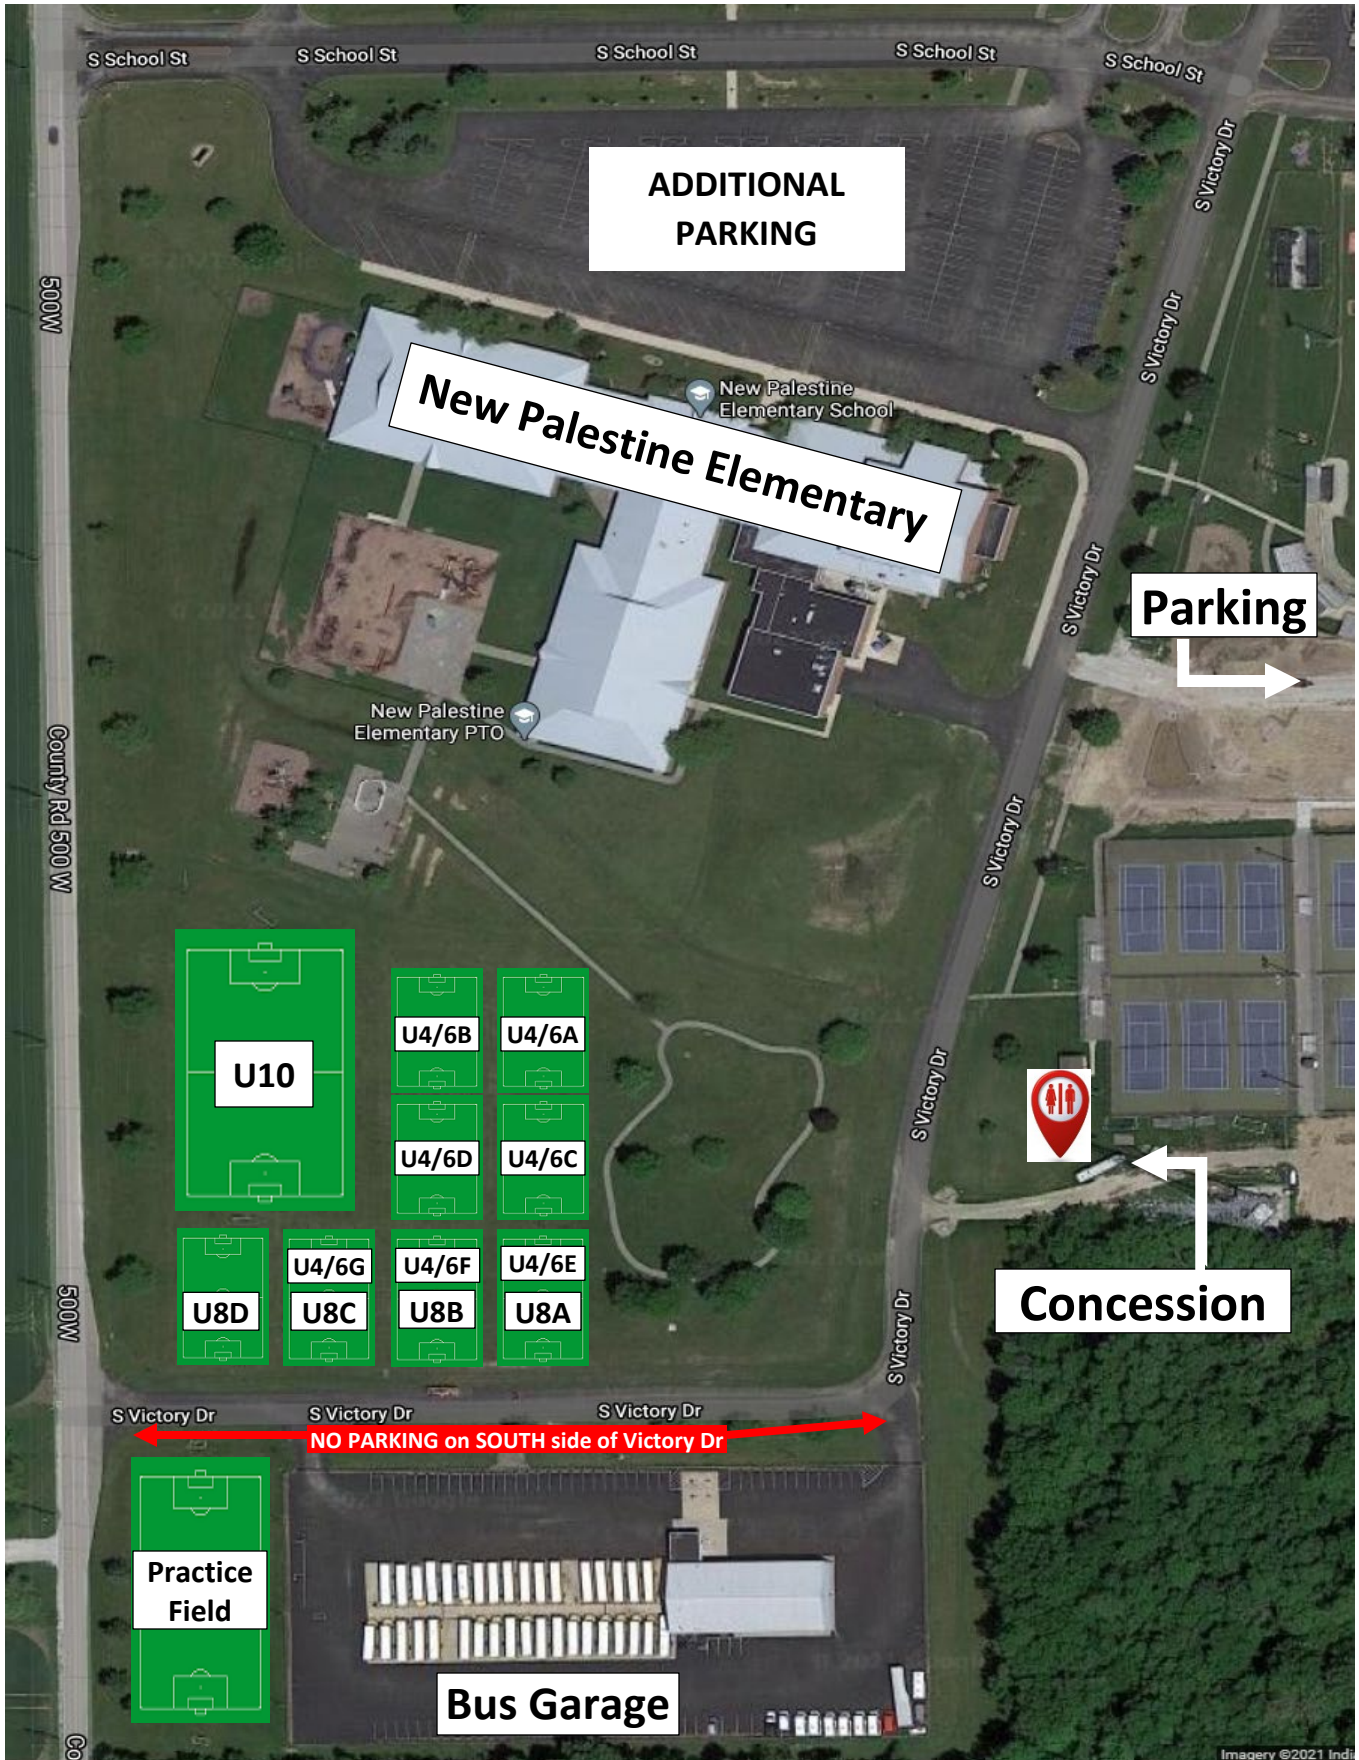 S School St
S School St
S School St
S School St
S School St
S Victory Dr
ADDITIONAL
PARKING
500W
S Victory Dr
New Palestine
Elementary School
New Palestine Elementary
S Victory Dr
Parking
New Palestine
Elementary PTO
County Rd 500 W
S Victory Dr
U10
U4/6B
U4/6A
S Victory Dr
U4/6D
U4/6C
U4/6G
U4/6F
U4/6E
U8D
U8C
U8B
U8A
Concession
500W
S Victory Dr
S Victory Dr
S Victory Dr
S Victory Dr
NO PARKING on SOUTH side of Victory Dr
Practice
Field
Bus Garage
Co
Imagery ©2021 Indi